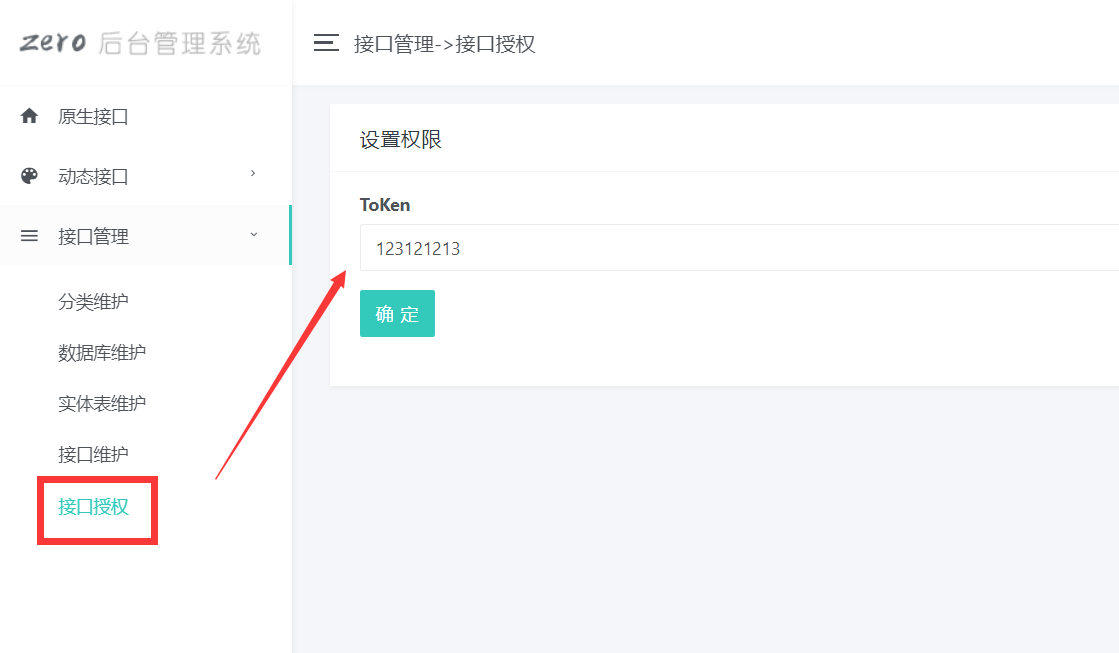 zero 后台管理系统
接口管理->接口授权
原生接口
动态接口
接口管理
分类维护
数据库维护
实体表维护
接口维护
接口授权
设置权限
ToKen
123121213
确 定